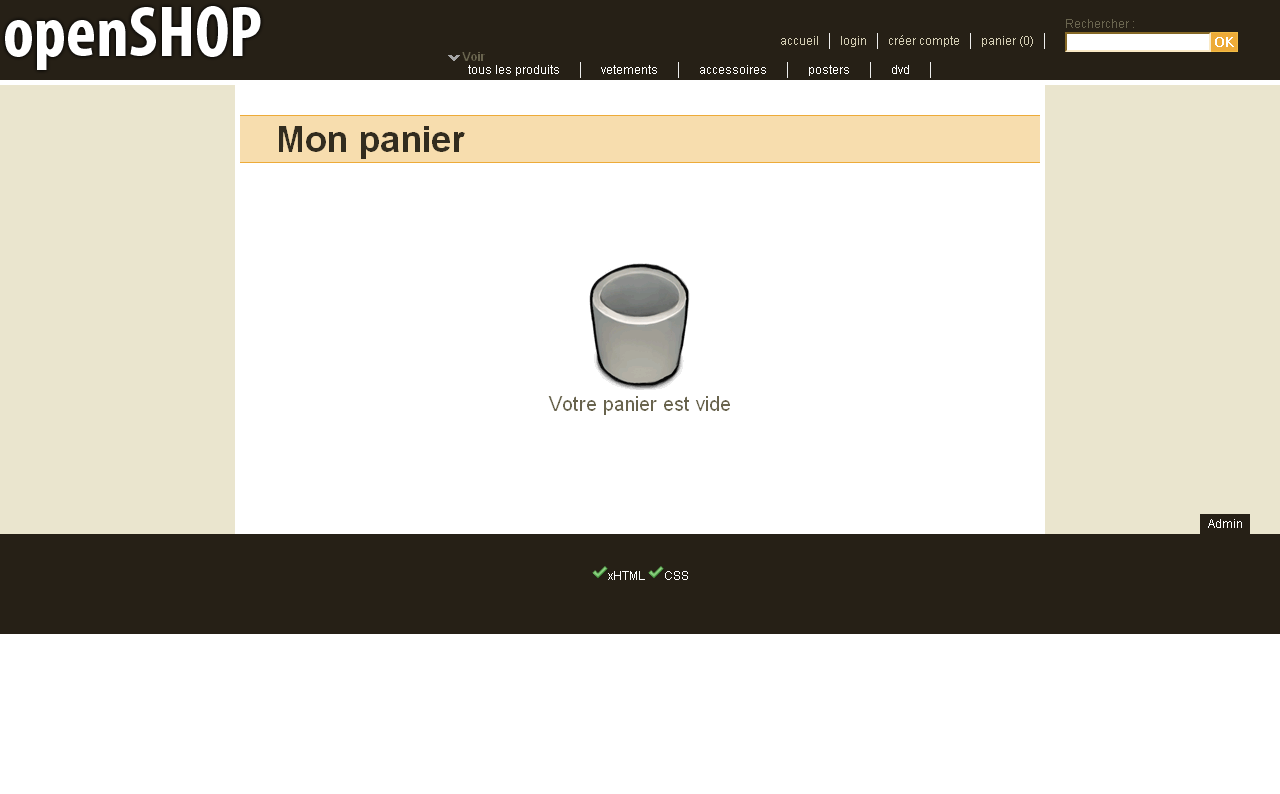 openSHOP
Rechercher :
accueil
login
créer compte
panier (0)
OK
Voir
tous les produits
vetements
accessoires
posters
dvd
Mon panier
Votre panier est vide
Admin
xHTML CSS